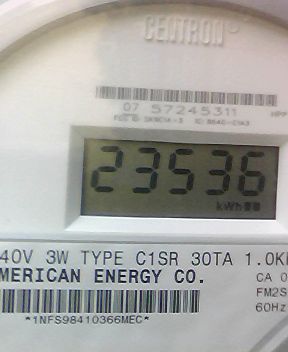 CENTRON®
07 57245311
23536
kWh
40V 3W TYPE C1SR 30TA 1.0K
MERICAN ENERGY CO.
CA 0
FM2S
60Hz
*1NFS98410366MEC*